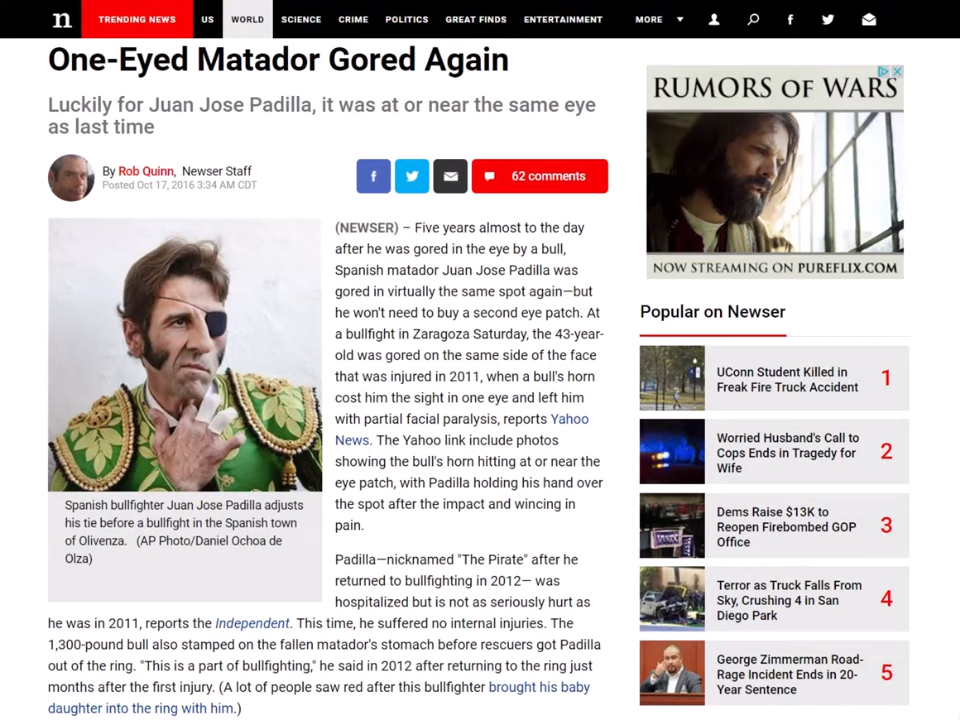 n
TRENDING NEWS US WORLD SCIENCE CRIME POLITICS GREAT FINDS ENTERTAINMENT MORE
One-Eyed Matador Gored Again
Luckily for Juan Jose Padilla, it was at or near the same eye
as last time
By Rob Quinn, Newser Staff
Posted Oct 17, 2016 3:34 AM CDT
62 comments
(NEWSER) – Five years almost to the day
after he was gored in the eye by a bull,
Spanish matador Juan Jose Padilla was
gored in virtually the same spot again—but
he won't need to buy a second eye patch. At
a bullfight in Zaragoza Saturday, the 43-year-
old was gored on the same side of the face
that was injured in 2011, when a bull's horn
cost him the sight in one eye and left him
with partial facial paralysis, reports Yahoo
News. The Yahoo link include photos
showing the bull's horn hitting at or near the
eye patch, with Padilla holding his hand over
the spot after the impact and wincing in
pain.
Spanish bullfighter Juan Jose Padilla adjusts
his tie before a bullfight in the Spanish town
of Olivenza. (AP Photo/Daniel Ochoa de
Olza)
Padilla—nicknamed "The Pirate" after he
returned to bullfighting in 2012— was
hospitalized but is not as seriously hurt as
he was in 2011, reports the Independent. This time, he suffered no internal injuries. The
1,300-pound bull also stamped on the fallen matador's stomach before rescuers got Padilla
out of the ring. "This is a part of bullfighting," he said in 2012 after returning to the ring just
months after the first injury. (A lot of people saw red after this bullfighter brought his baby
daughter into the ring with him.)
RUMORS OF WARS
NOW STREAMING ON PUREFLIX.COM
Popular on Newser
UConn Student Killed in
Freak Fire Truck Accident
1
Worried Husband's Call to
Cops Ends in Tragedy for
Wife
2
Dems Raise $13K to
Reopen Firebombed GOP
Office
3
Terror as Truck Falls From
Sky, Crushing 4 in San
Diego Park
4
George Zimmerman Road-
Rage Incident Ends in 20-
Year Sentence
5